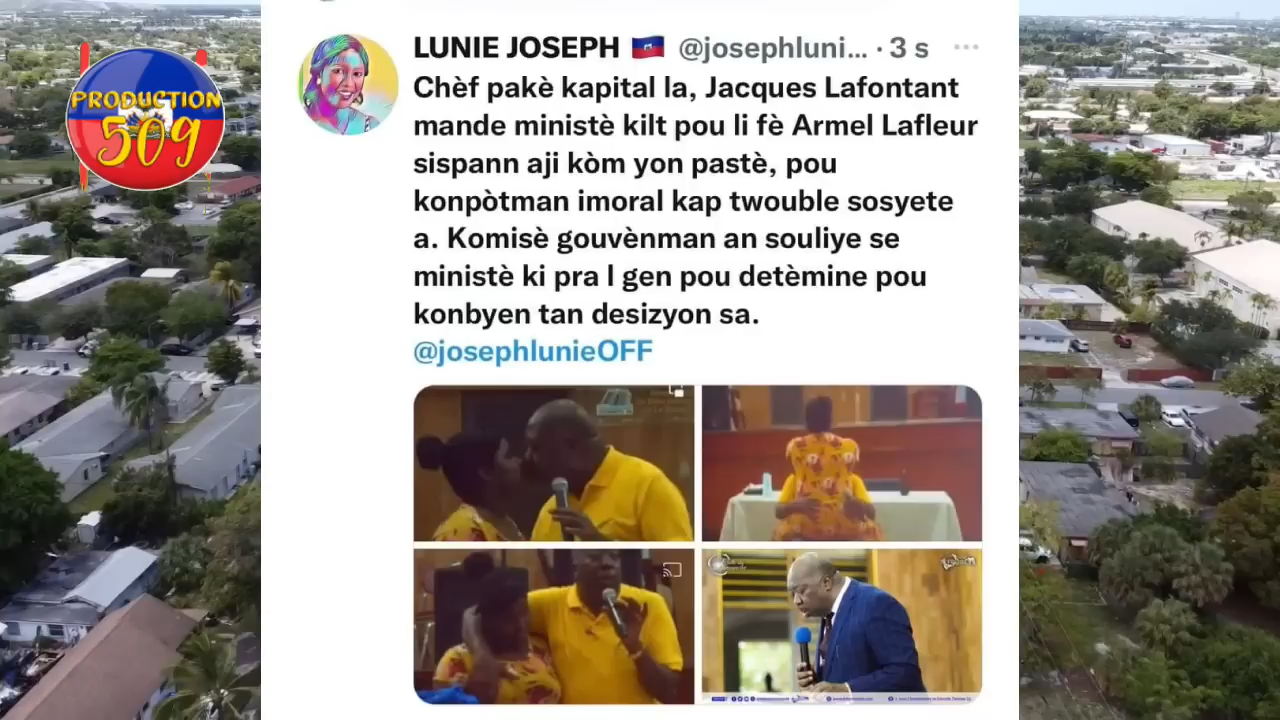 PRODUCTION
509
LUNIE JOSEPH 🇭🇹 @josephluni... · 3 s
Chèf pakè kapital la, Jacques Lafontant
mande ministè kilt pou li fè Armel Lafleur
sispann aji kòm yon pastè, pou
konpòtman imoral kap twouble sosyete
a. Komisè gouvènman an souliye se
ministè ki pra l gen pou detèmine pou
konbyen tan desizyon sa.
@josephlunieOFF